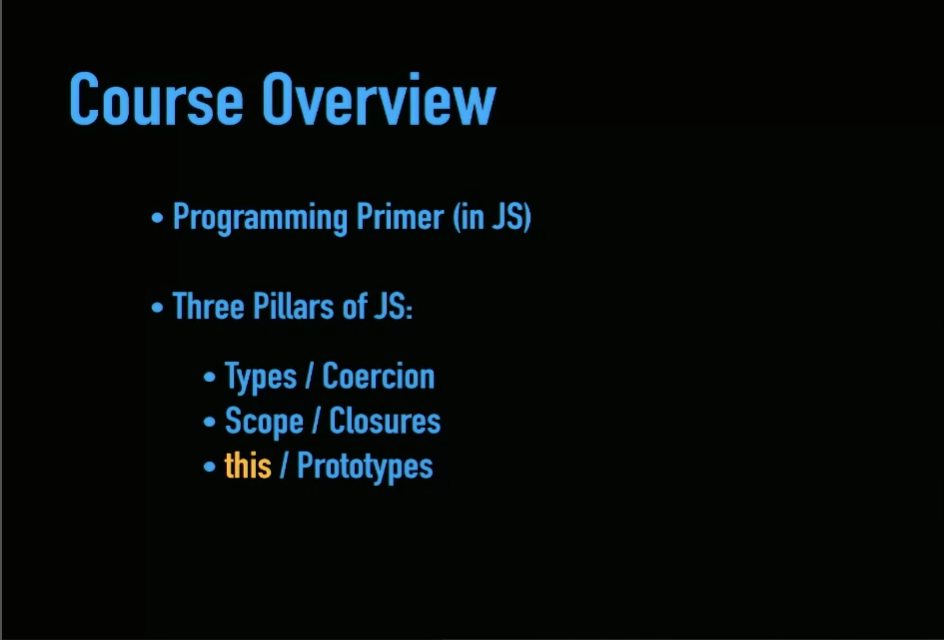 Course Overview
• Programming Primer (in JS)
• Three Pillars of JS:
• Types / Coercion
• Scope / Closures
• this / Prototypes